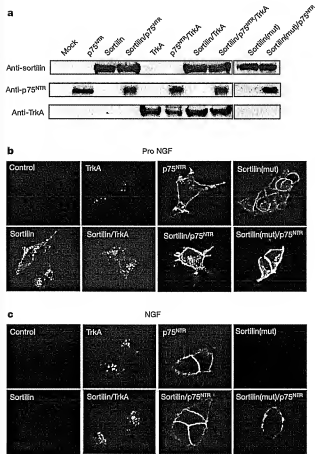 a
Mock
p75NTR
Sortilin
Sortilin/p75NTR
TrkA
p75NTR/TrkA
Sortilin/TrkA
Sortilin/p75NTR/TrkA
Sortilin(mut)
Sortilin(mut)/p75NTR
Anti-sortilin
Anti-p75NTR
Anti-TrkA
b
Pro NGF
Control
TrkA
p75NTR
Sortilin(mut)
Sortilin
Sortilin/TrkA
Sortilin/p75NTR
Sortilin(mut)/p75NTR
c
NGF
Control
TrkA
p75NTR
Sortilin(mut)
Sortilin
Sortilin/TrkA
Sortilin/p75NTR
Sortilin(mut)/p75NTR